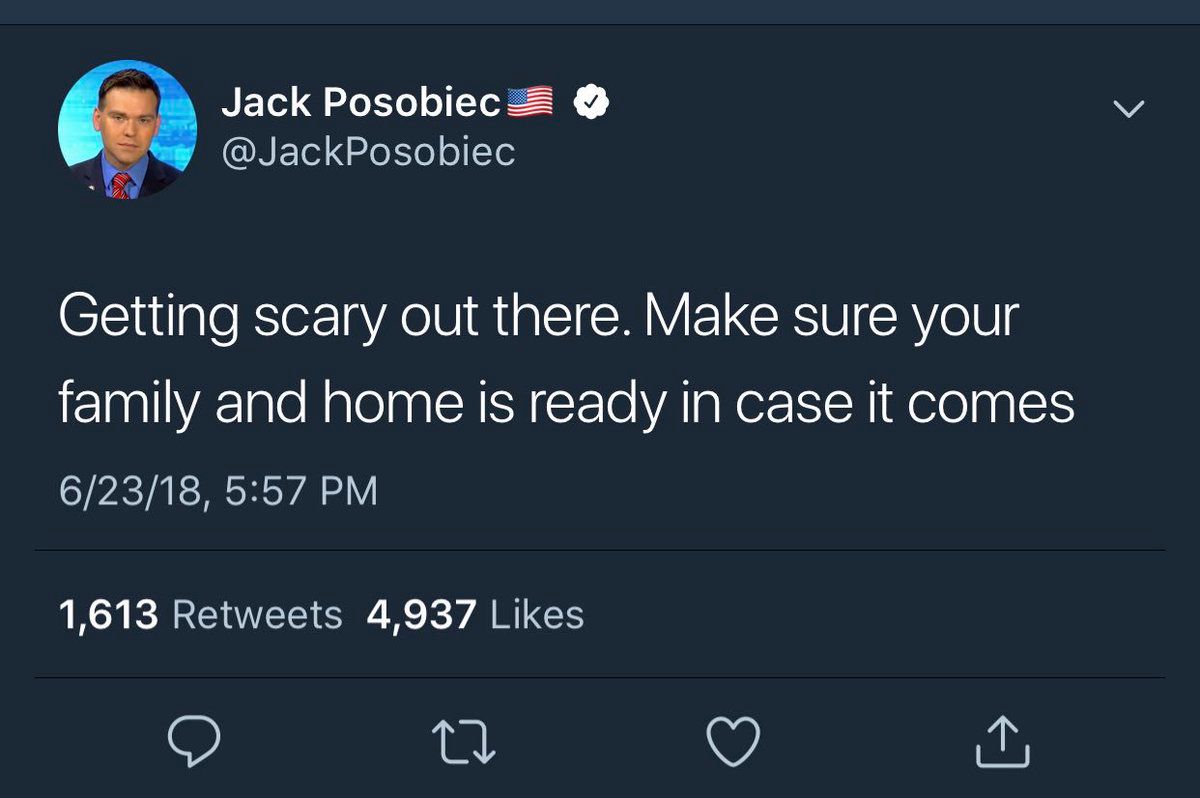 Jack Posobiec🇺🇸
@JackPosobiec
Getting scary out there. Make sure your
family and home is ready in case it comes
6/23/18, 5:57 PM
1,613 Retweets 4,937 Likes